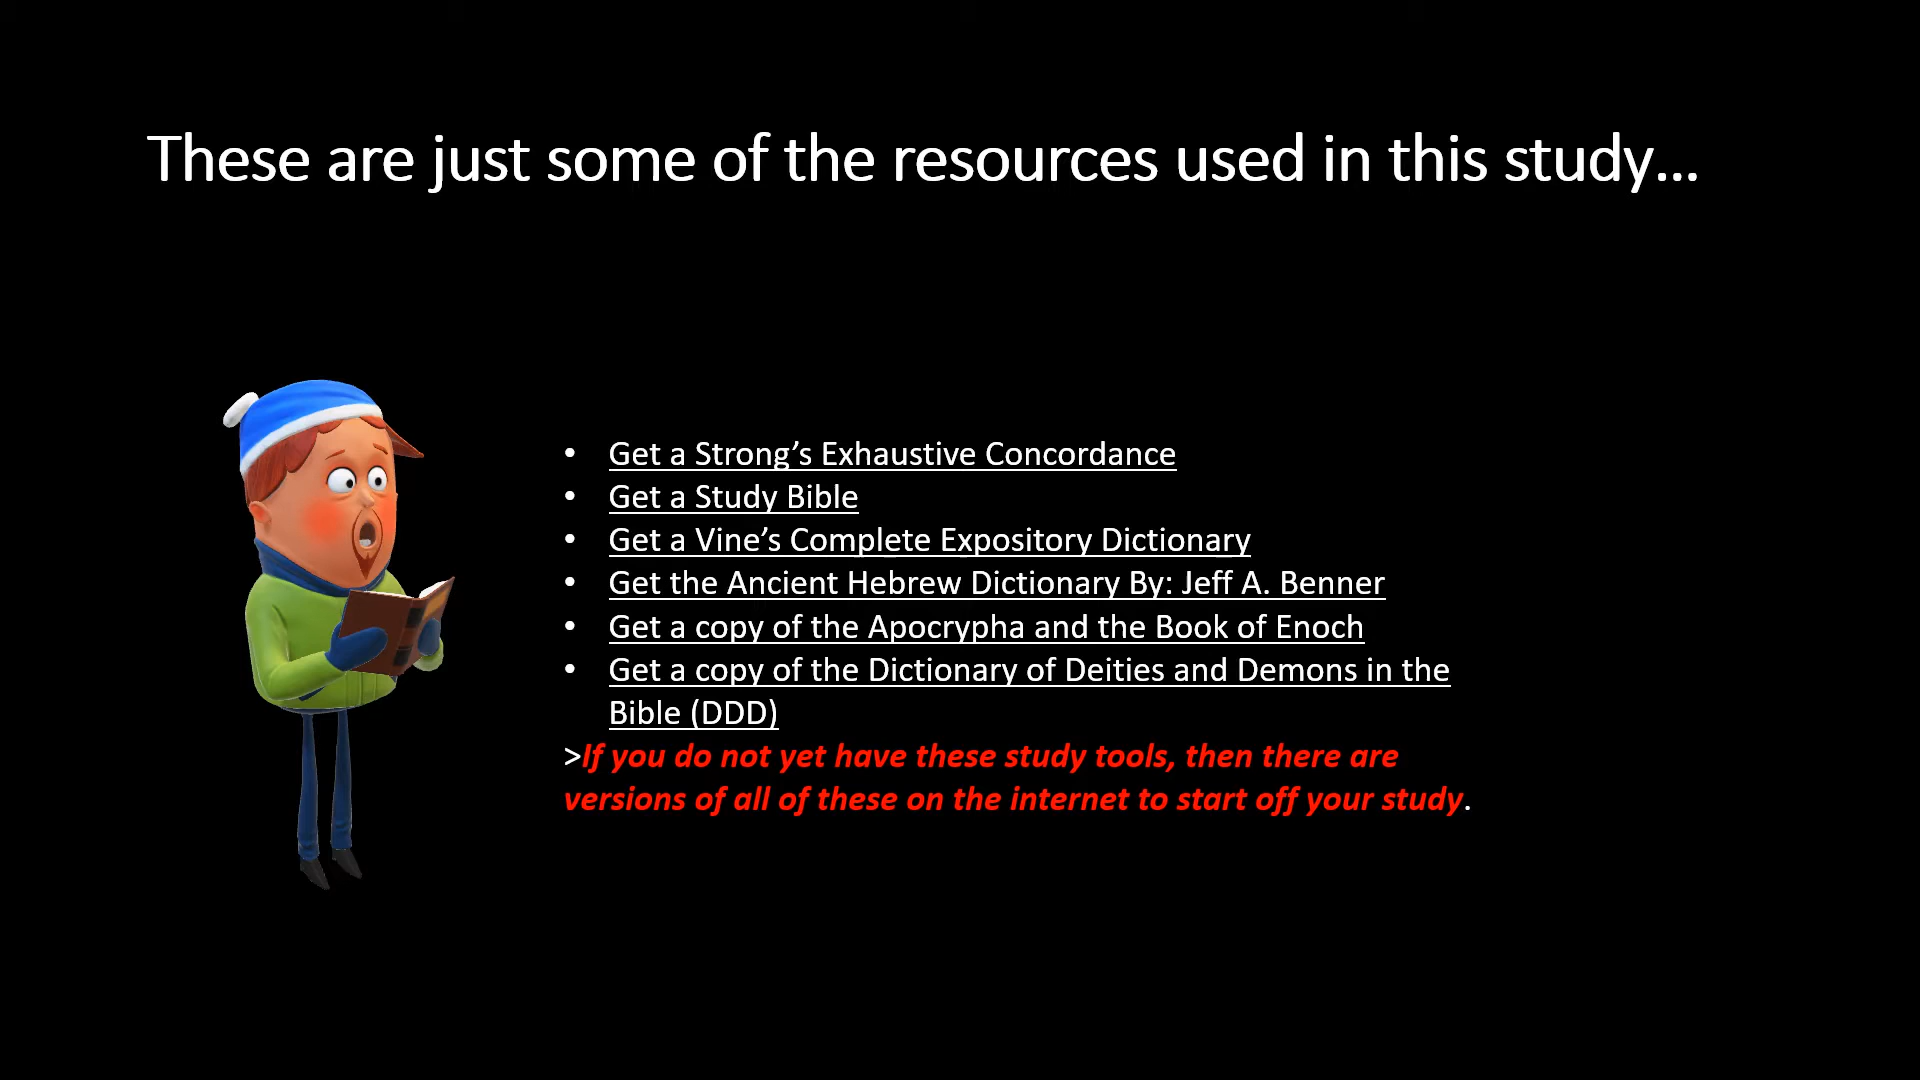 These are just some of the resources used in this study...
• Get a Strong’s Exhaustive Concordance
• Get a Study Bible
• Get a Vine’s Complete Expository Dictionary
• Get the Ancient Hebrew Dictionary By: Jeff A. Benner
• Get a copy of the Apocrypha and the Book of Enoch
• Get a copy of the Dictionary of Deities and Demons in the
Bible (DDD)
>If you do not yet have these study tools, then there are
versions of all of these on the internet to start off your study.